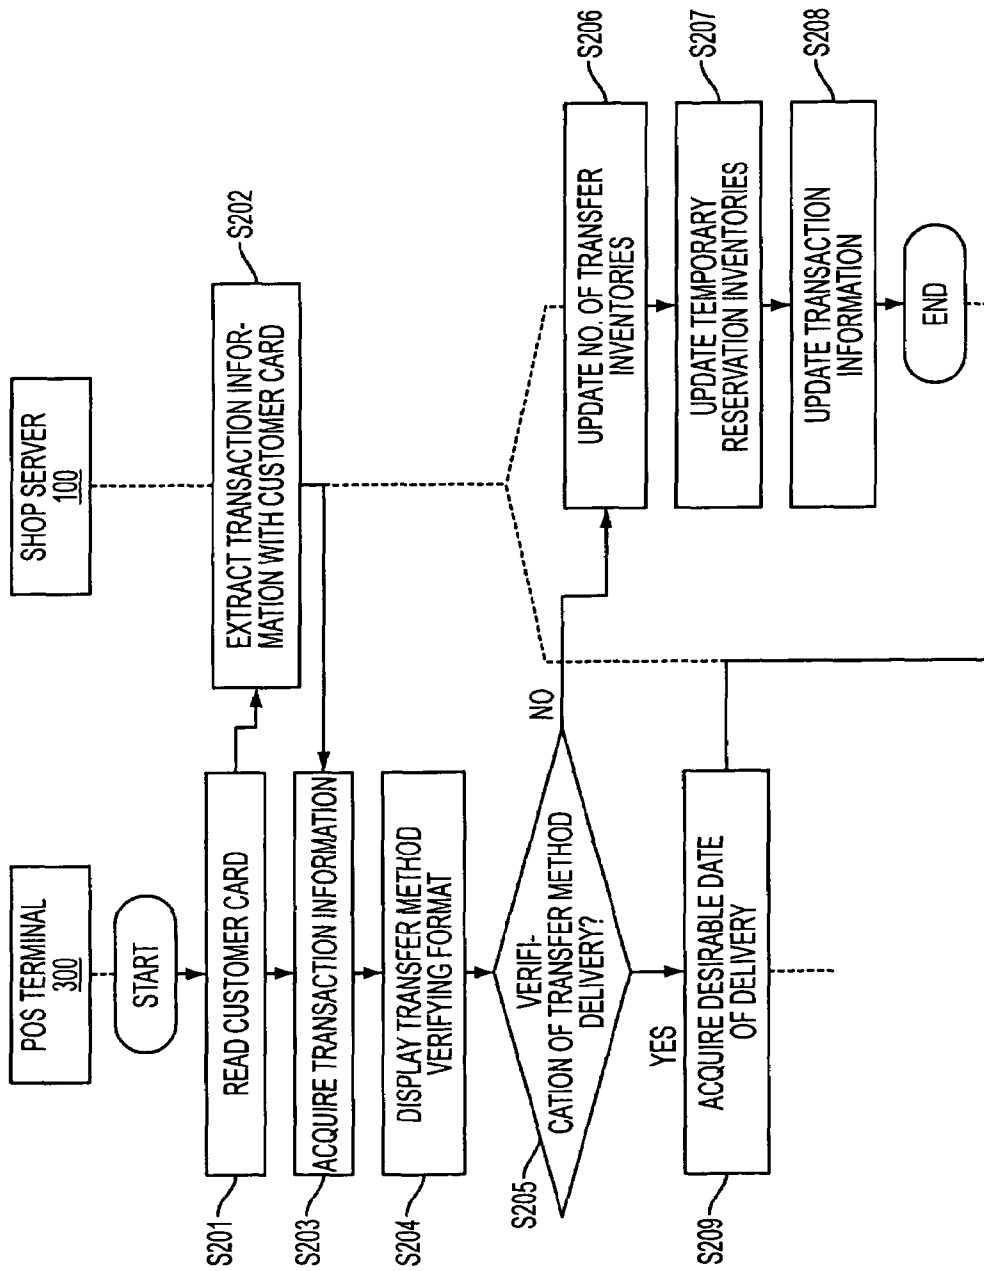 POS TERMINAL
300
SHOP SERVER
100
START
S201
READ CUSTOMER CARD
S202
EXTRACT TRANSACTION INFOR-
MATION WITH CUSTOMER CARD
S203
ACQUIRE TRANSACTION INFORMATION
S204
DISPLAY TRANSFER METHOD
VERIFYING FORMAT
S205
VERIFI-
CATION OF TRANSFER METHOD
DELIVERY?
NO
YES
S206
UPDATE NO. OF TRANSFER
INVENTORIES
S207
UPDATE TEMPORARY
RESERVATION INVENTORIES
S208
UPDATE TRANSACTION
INFORMATION
END
S209
ACQUIRE DESIRABLE DATE
OF DELIVERY